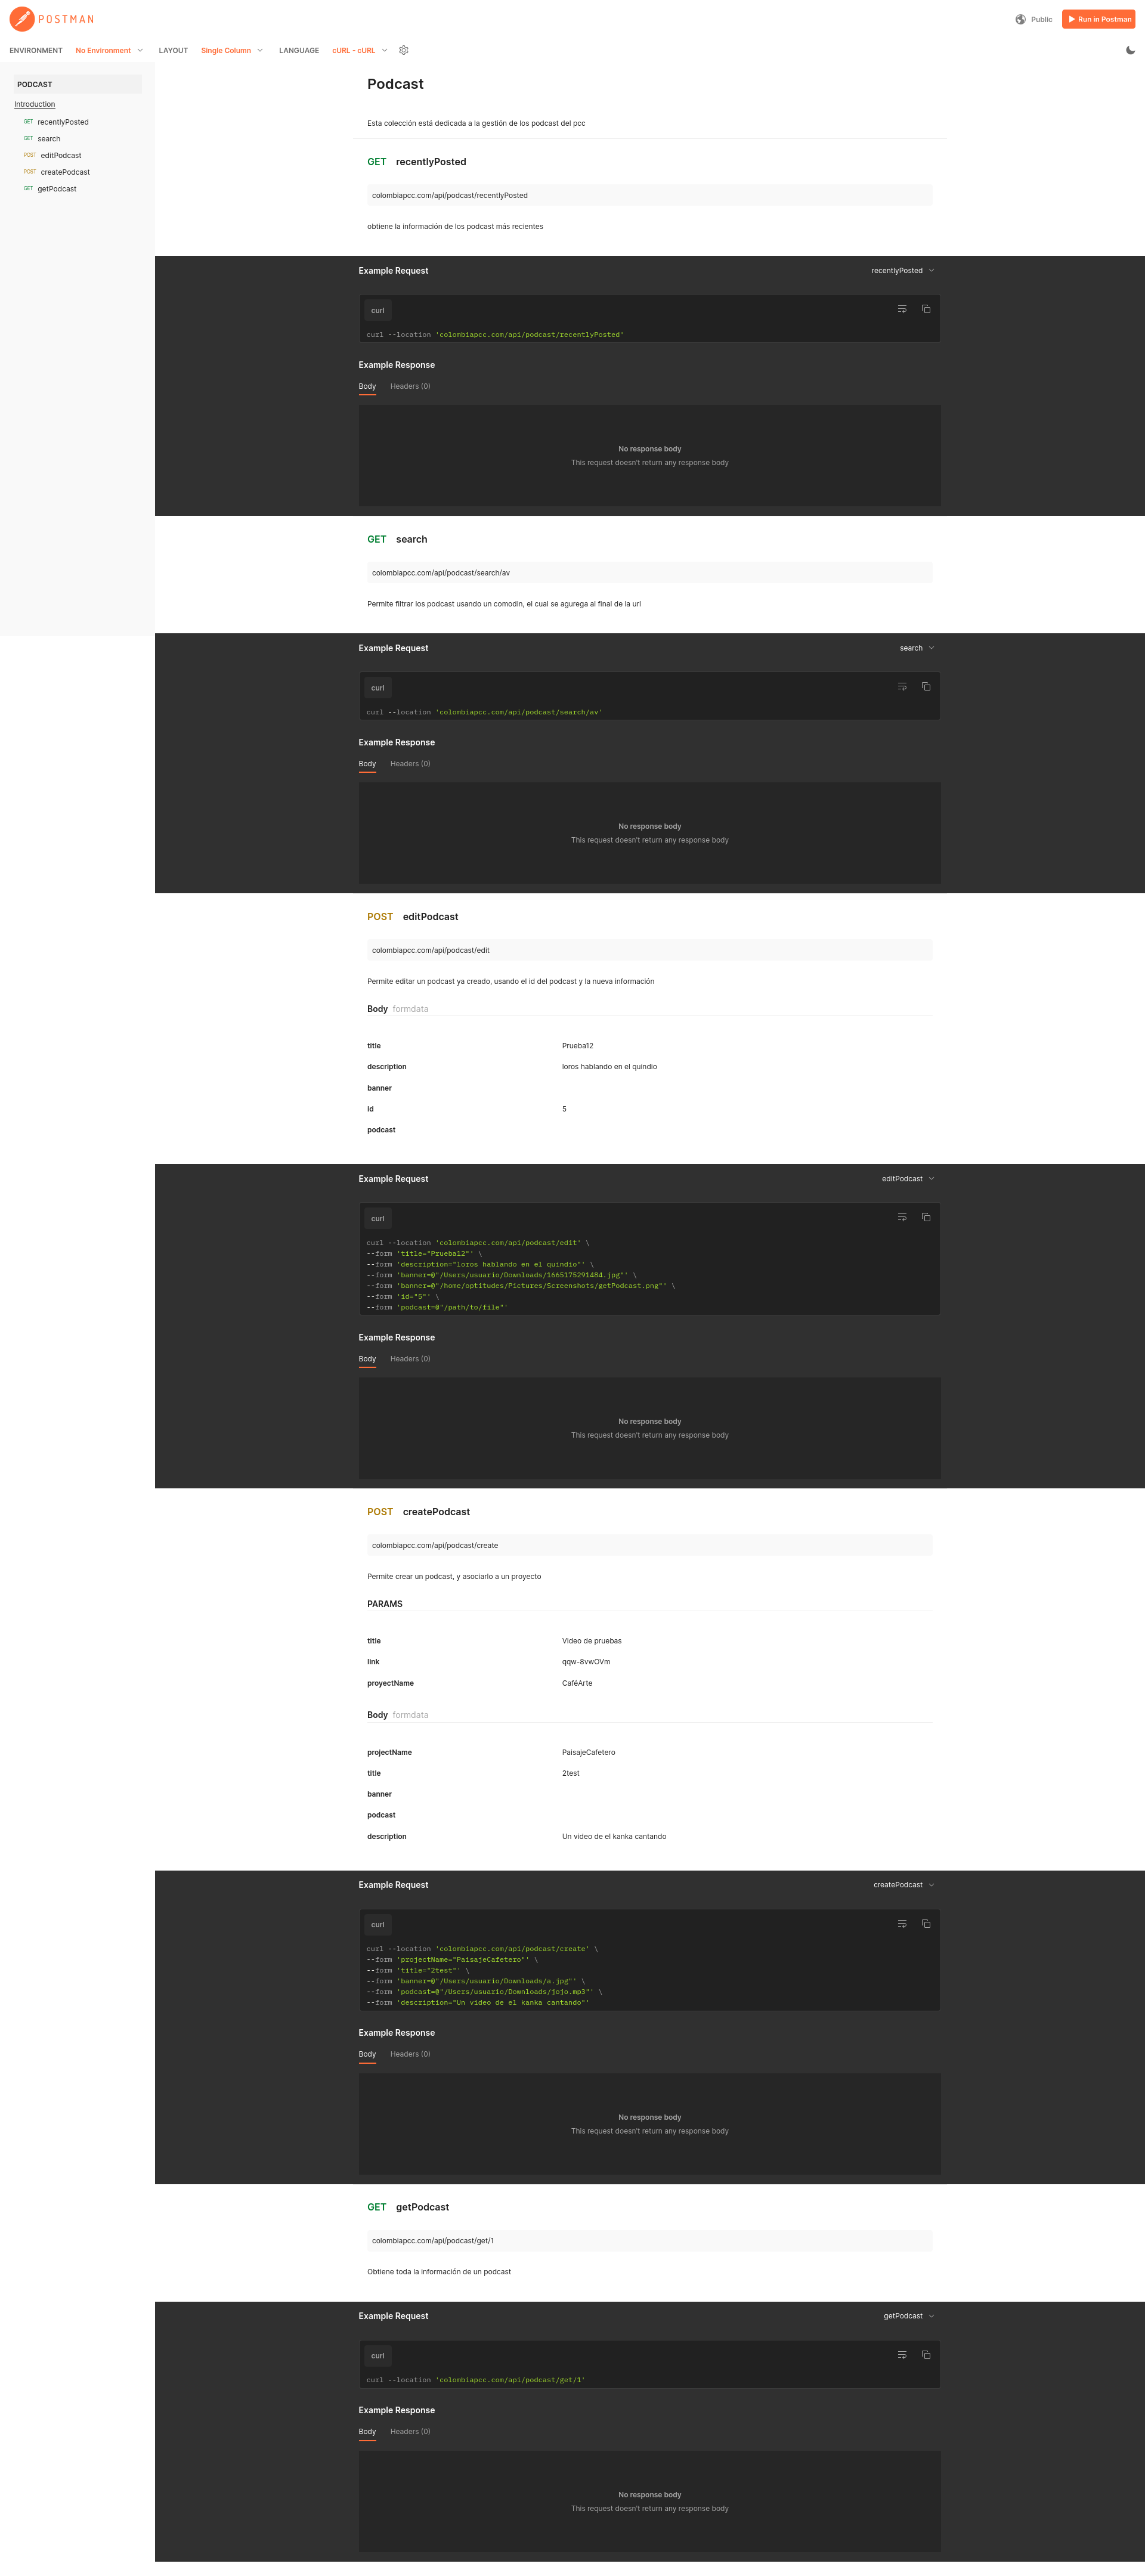 POSTMAN
Public
Run in Postman
ENVIRONMENT No Environment LAYOUT Single Column LANGUAGE cURL - cURL
PODCAST
Introduction
GET recentlyPosted
GET search
POST editPodcast
POST createPodcast
GET getPodcast
Podcast
Esta colección está dedicada a la gestión de los podcast del pcc
GET recentlyPosted
colombiapcc.com/api/podcast/recentlyPosted
obtiene la información de los podcast más recientes
Example Request
recentlyPosted
curl
curl --location 'colombiapcc.com/api/podcast/recentlyPosted'
Example Response
Body Headers (0)
No response body
This request doesn't return any response body
GET search
colombiapcc.com/api/podcast/search/av
Permite filtrar los podcast usando un comodin, el cual se agurega al final de la url
Example Request
search
curl
curl --location 'colombiapcc.com/api/podcast/search/av'
Example Response
Body Headers (0)
No response body
This request doesn't return any response body
POST editPodcast
colombiapcc.com/api/podcast/edit
Permite editar un podcast ya creado, usando el id del podcast y la nueva información
Body formdata
title Prueba12
description loros hablando en el quindio
banner
id 5
podcast
Example Request
editPodcast
curl
curl --location 'colombiapcc.com/api/podcast/edit' \
--form 'title="Prueba12"' \
--form 'description="loros hablando en el quindio"' \
--form 'banner=@"/Users/usuario/Downloads/1665175291484.jpg"' \
--form 'banner=@"/home/optitudes/Pictures/Screenshots/getPodcast.png"' \
--form 'id="5"' \
--form 'podcast=@"/path/to/file"'
Example Response
Body Headers (0)
No response body
This request doesn't return any response body
POST createPodcast
colombiapcc.com/api/podcast/create
Permite crear un podcast, y asociarlo a un proyecto
PARAMS
title Video de pruebas
link qqw-8vwOVm
proyectName CaféArte
Body formdata
projectName PaisajeCafetero
title 2test
banner
podcast
description Un video de el kanka cantando
Example Request
createPodcast
curl
curl --location 'colombiapcc.com/api/podcast/create' \
--form 'projectName="PaisajeCafetero"' \
--form 'title="2test"' \
--form 'banner=@"/Users/usuario/Downloads/a.jpg"' \
--form 'podcast=@"/Users/usuario/Downloads/jojo.mp3"' \
--form 'description="Un video de el kanka cantando"'
Example Response
Body Headers (0)
No response body
This request doesn't return any response body
GET getPodcast
colombiapcc.com/api/podcast/get/1
Obtiene toda la información de un podcast
Example Request
getPodcast
curl
curl --location 'colombiapcc.com/api/podcast/get/1'
Example Response
Body Headers (0)
No response body
This request doesn't return any response body